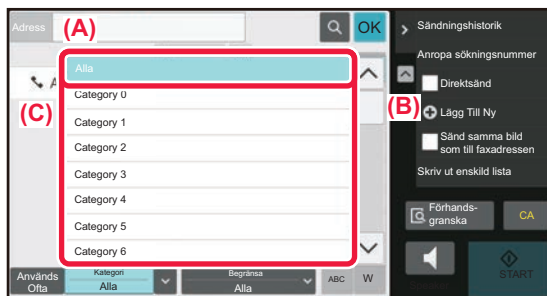 Adress
(A)
OK
Sändningshistorik
Anropa sökningsnummer
Alla
A
Category 0
(C)
(B)
Direktsänd
Lägg Till Ny
Category 1
Category 2
Sänd samma bild
som till faxadressen
Category 3
Skriv ut enskild lista
Category 4
Category 5
Förhands-
granska
CA
Category 6
Används
Ofta
Kategori
Alla
Begränsa
Alla
ABC
W
START